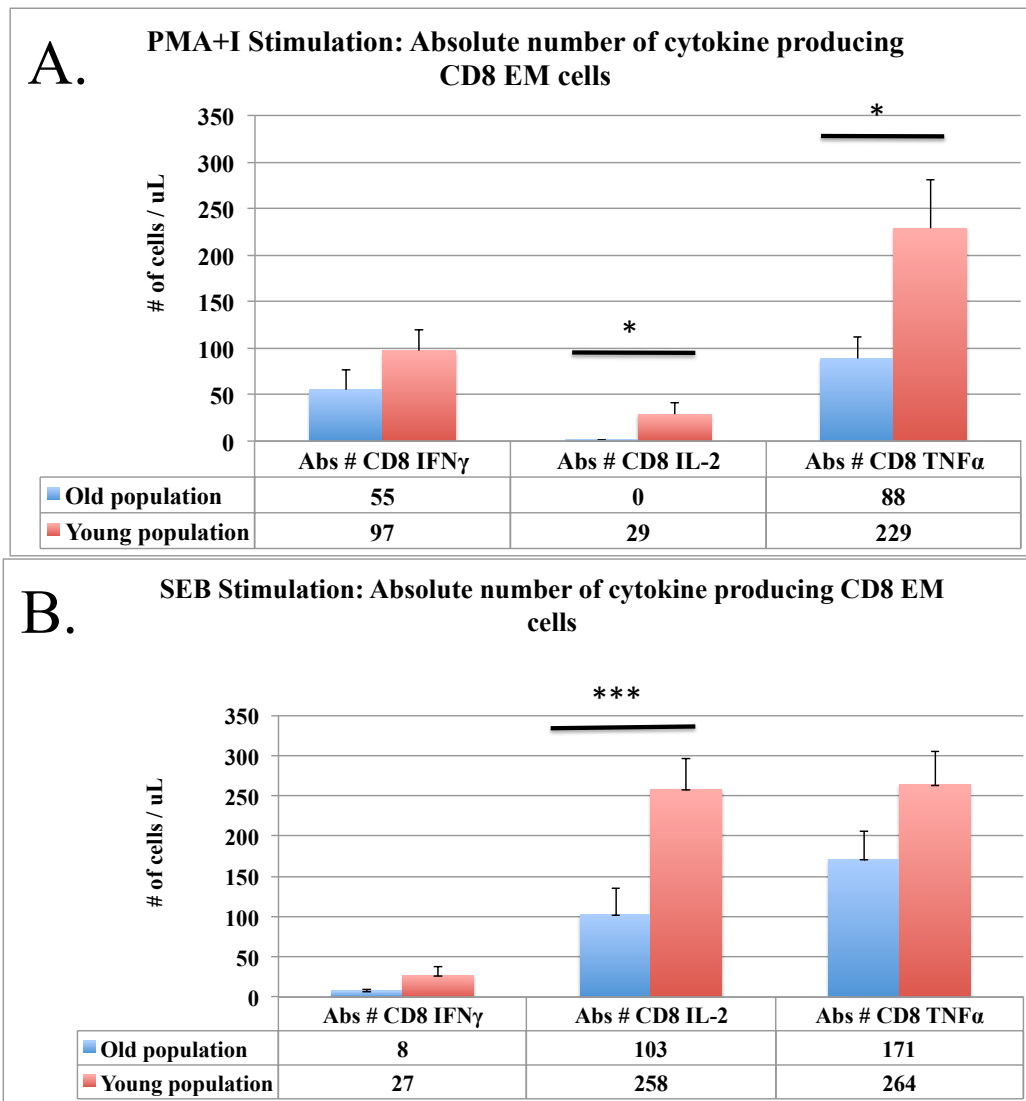 A.
PMA+I Stimulation: Absolute number of cytokine producing
CD8 EM cells
# of cells / uL
350
300
250
200
150
100
50
0
*
*
Abs # CD8 IFNγ Abs # CD8 IL-2 Abs # CD8 TNFα
Old population 55 0 88
Young population 97 29 229
B.
SEB Stimulation: Absolute number of cytokine producing CD8 EM
cells
# of cells / uL
350
300
250
200
150
100
50
0
***
Abs # CD8 IFNγ Abs # CD8 IL-2 Abs # CD8 TNFα
Old population 8 103 171
Young population 27 258 264